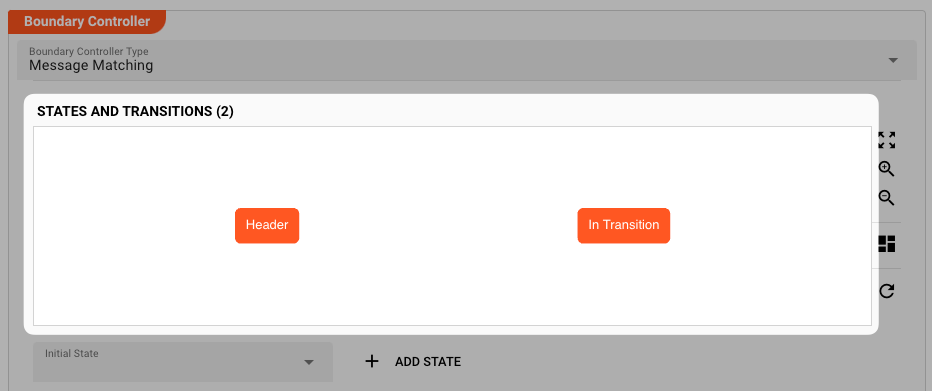 Boundary Controller
Boundary Controller Type
Message Matching
STATES AND TRANSITIONS (2)
Header
In Transition
Initial State
ADD STATE